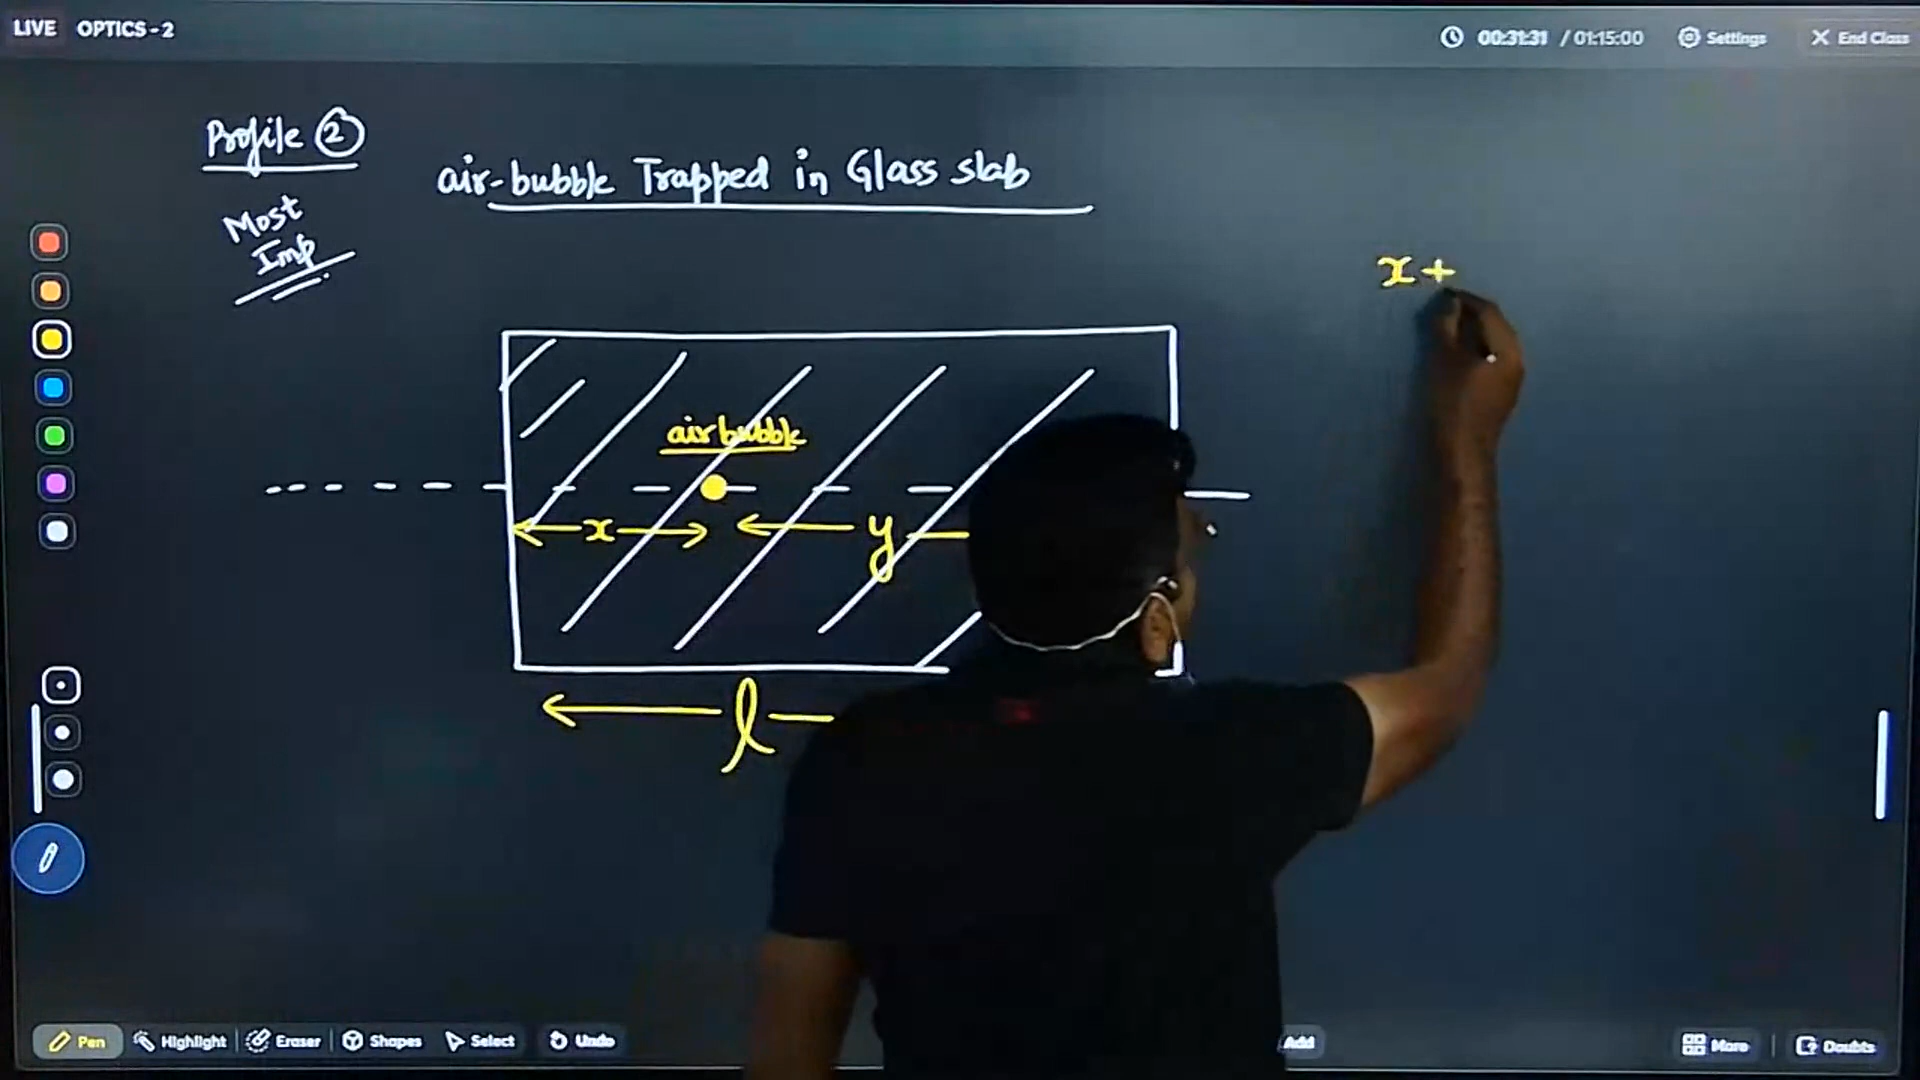 LIVE OPTICS - 2
00:31:31 / 01:15:00 Settings End Class
Profile 2
Most
Imp
air-bubble Trapped in Glass slab
x +
air bubble
x
y
l
Pen Highlight Eraser Shapes Select Undo Add More Doubts